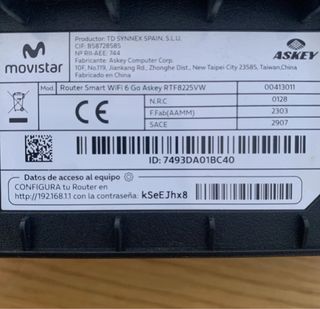 movistar
Productor: TD SYNNEX SPAIN, S.L.U.
CIF: B58728585
Nº RII-AEE: 744
Fabricante: Askey Computer Corp.
10F, No.119, Jiankang Rd., Zhonghe Dist., New Taipei City 23585, Taiwan,China
Fabricado en China
ASKEY
Mod. Router Smart WiFi 6 Go Askey RTF8225VW 00413011
CE
N.R.C 0128
F.Fab(AAMM) 2303
SACE 2907
ID: 7493DA01BC40
Datos de acceso al equipo
CONFIGURA tu Router en
http://192.168.1.1 con la contraseña: kSeEJhx8